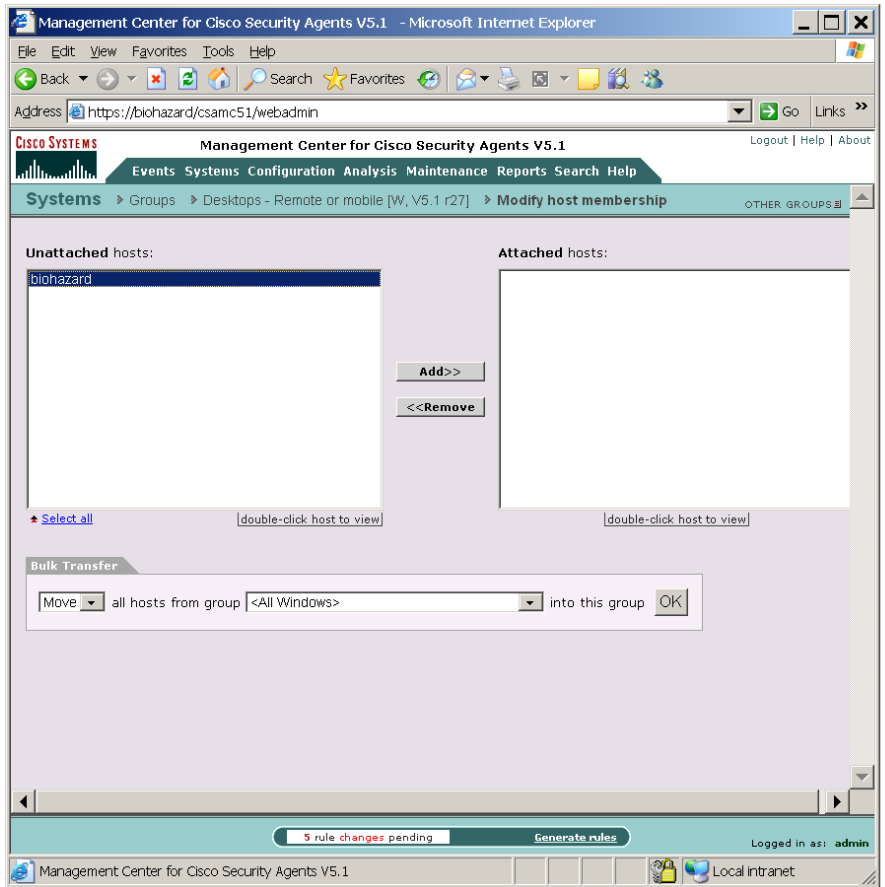 Management Center for Cisco Security Agents V5.1 - Microsoft Internet Explorer
File Edit View Favorites Tools Help
Back Search Favorites
Address https://biohazard/csamc51/webadmin Go Links »
CISCO SYSTEMS Management Center for Cisco Security Agents V5.1 Logout | Help | About
Events Systems Configuration Analysis Maintenance Reports Search Help
Systems Groups Desktops - Remote or mobile [W, V5.1 r27] Modify host membership OTHER GROUPS
Unattached hosts: Attached hosts:
biohazard
Add>>
<<Remove
Select all double-click host to view double-click host to view
Bulk Transfer
Move all hosts from group <All Windows> into this group OK
5 rule changes pending Generate rules
Logged in as: admin
Management Center for Cisco Security Agents V5.1 Local intranet